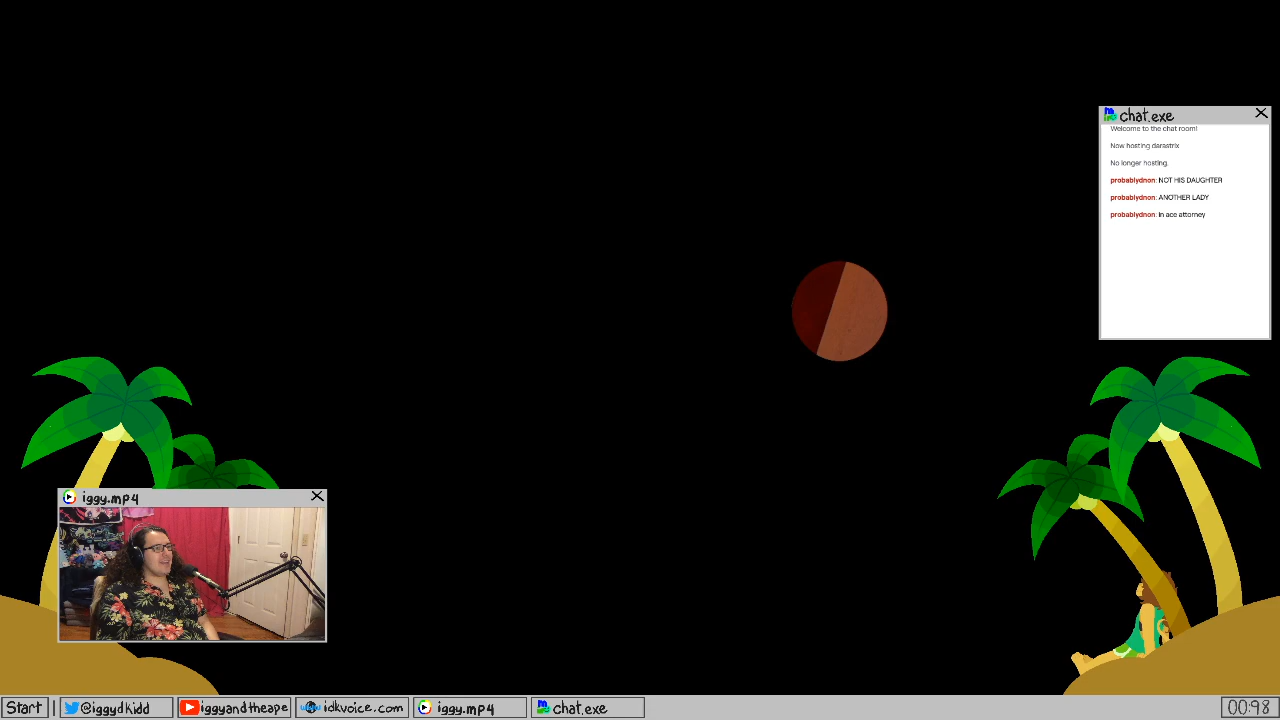 chat.exe
Welcome to the chat room!
Now hosting darastrix
No longer hosting.
probablydnon: NOT HIS DAUGHTER
probablydnon: ANOTHER LADY
probablydnon: In ace attorney
iggy.mp4
Start | @iggydkidd iggyandtheape idkvoice.com iggy.mp4 chat.exe 00:98